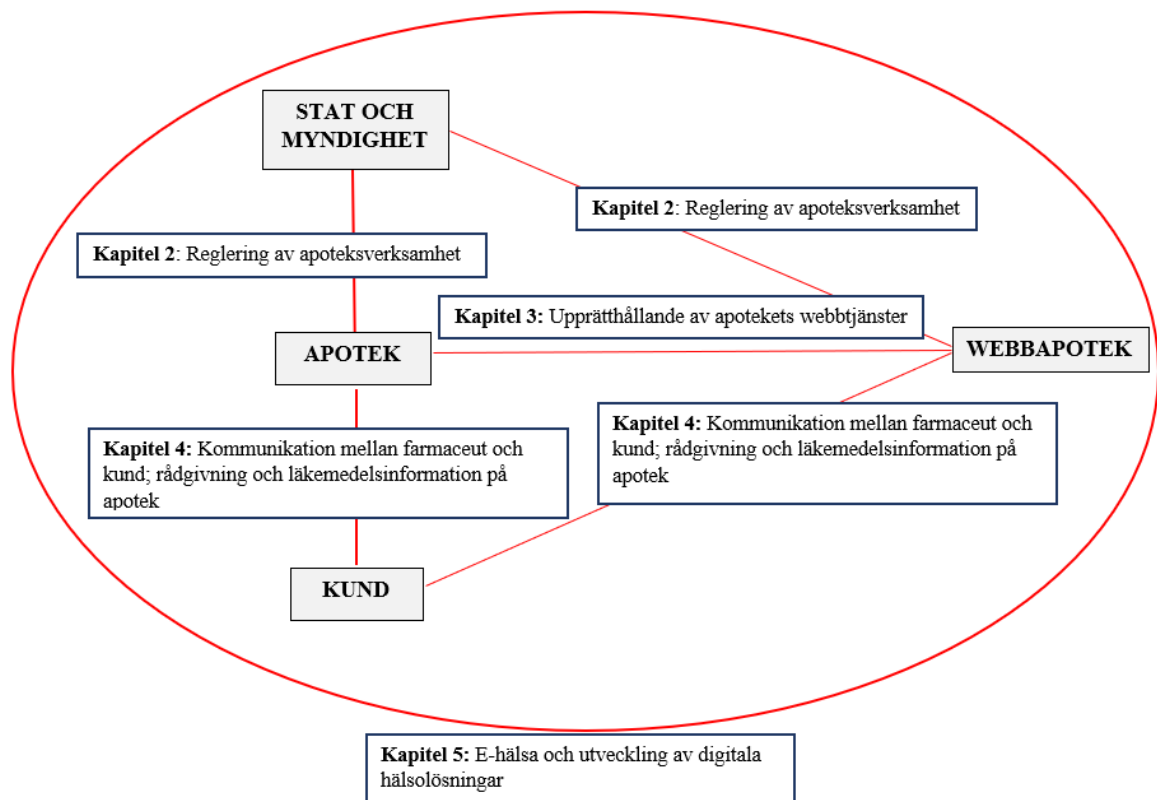 STAT OCH
MYNDIGHET
Kapitel 2: Reglering av apoteksverksamhet
Kapitel 2: Reglering av apoteksverksamhet
Kapitel 3: Upprätthållande av apotekets webbtjänster
APOTEK
WEBBAPOTEK
Kapitel 4: Kommunikation mellan farmaceut och
kund; rådgivning och läkemedelsinformation på
apotek
Kapitel 4: Kommunikation mellan farmaceut och
kund; rådgivning och läkemedelsinformation på
apotek
KUND
Kapitel 5: E-hälsa och utveckling av digitala
hälsolösningar